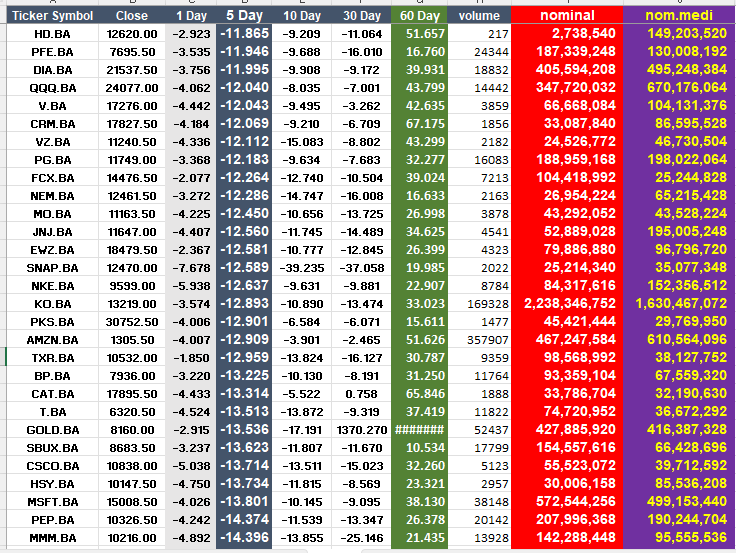 Ticker Symbol Close 1 Day 5 Day 10 Day 30 Day 60 Day volume nominal nom.medi
HD.BA 12620.00 -2.923 -11.865 -9.209 -11.064 51.657 217 2,738,540 149,203,520
PFE.BA 7695.50 -3.535 -11.946 -9.688 -16.010 16.760 24344 187,339,248 130,008,192
DIA.BA 21537.50 -3.756 -11.995 -9.908 -9.172 39.931 18832 405,594,208 495,248,384
QQQ.BA 24077.00 -4.062 -12.040 -8.035 -7.001 43.799 14442 347,720,032 670,176,064
V.BA 17276.00 -4.442 -12.043 -9.495 -3.262 42.635 3859 66,668,084 104,131,376
CRM.BA 17827.50 -4.184 -12.069 -9.210 -6.709 67.175 1856 33,087,840 86,595,528
VZ.BA 11240.50 -4.336 -12.112 -15.083 -8.802 43.299 2182 24,526,772 46,730,504
PG.BA 11749.00 -3.368 -12.183 -9.634 -7.683 32.277 16083 188,959,168 198,022,064
FCX.BA 14476.50 -2.077 -12.264 -12.740 -10.504 39.024 7213 104,418,992 25,244,828
NEM.BA 12461.50 -3.272 -12.286 -14.747 -16.008 16.633 2163 26,954,224 65,215,428
MO.BA 11163.50 -4.225 -12.450 -10.656 -13.725 26.998 3878 43,292,052 43,528,224
JNJ.BA 11647.00 -4.407 -12.560 -11.745 -14.489 34.625 4541 52,889,028 195,005,248
EWZ.BA 18479.50 -2.367 -12.581 -10.777 -12.845 26.399 4323 79,886,880 96,796,720
SNAP.BA 12470.00 -7.678 -12.589 -39.235 -37.058 19.985 2022 25,214,340 35,077,348
NKE.BA 9599.00 -5.938 -12.637 -9.631 -9.881 22.907 8784 84,317,616 152,356,512
KO.BA 13219.00 -3.574 -12.893 -10.890 -13.474 33.023 169328 2,238,346,752 1,630,467,072
PKS.BA 30752.50 -4.006 -12.901 -6.584 -6.071 15.611 1477 45,421,444 29,769,950
AMZN.BA 1305.50 -4.007 -12.909 -3.901 -2.465 51.626 357907 467,247,584 610,564,096
TXR.BA 10532.00 -1.850 -12.959 -13.824 -16.127 30.787 9359 98,568,992 38,127,752
BP.BA 7936.00 -3.220 -13.225 -10.130 -8.191 31.250 11764 93,359,104 67,559,320
CAT.BA 17895.50 -4.433 -13.314 -5.522 0.758 65.846 1888 33,786,704 32,190,630
T.BA 6320.50 -4.524 -13.513 -13.872 -9.319 37.419 11822 74,720,952 36,672,292
GOLD.BA 8160.00 -2.915 -13.536 -17.191 1370.270 ####### 52437 427,885,920 416,387,328
SBUX.BA 8683.50 -3.237 -13.623 -11.807 -11.670 10.534 17799 154,557,616 66,428,696
CSCO.BA 10838.00 -5.038 -13.714 -13.511 -15.023 32.260 5123 55,523,072 39,712,592
HSY.BA 10147.50 -4.750 -13.734 -11.815 -8.569 23.321 2957 30,006,158 85,536,208
MSFT.BA 15008.50 -4.026 -13.801 -10.145 -9.095 38.130 38148 572,544,256 499,153,440
PEP.BA 10326.50 -4.242 -14.374 -11.539 -13.347 26.378 20142 207,996,368 190,244,704
MMM.BA 10216.00 -4.892 -14.396 -13.855 -25.146 21.435 13928 142,288,448 95,555,536